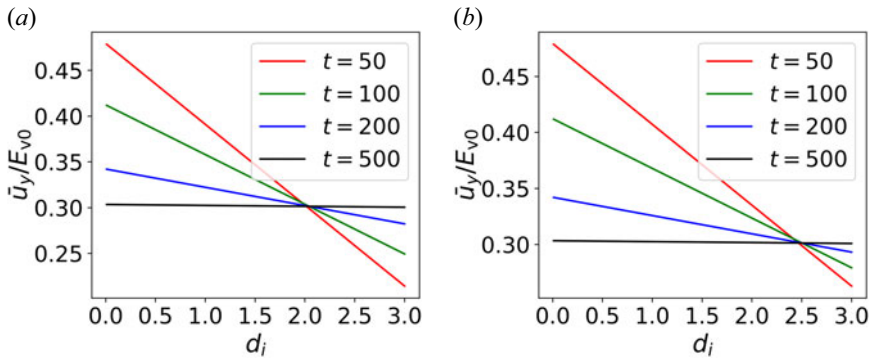 (a)
0.45
0.40
0.35
0.30
0.25
ū_y/E_v0
t = 50
t = 100
t = 200
t = 500
0.0 0.5 1.0 1.5 2.0 2.5 3.0
d_i
(b)
0.45
0.40
0.35
0.30
ū_y/E_v0
t = 50
t = 100
t = 200
t = 500
0.0 0.5 1.0 1.5 2.0 2.5 3.0
d_i